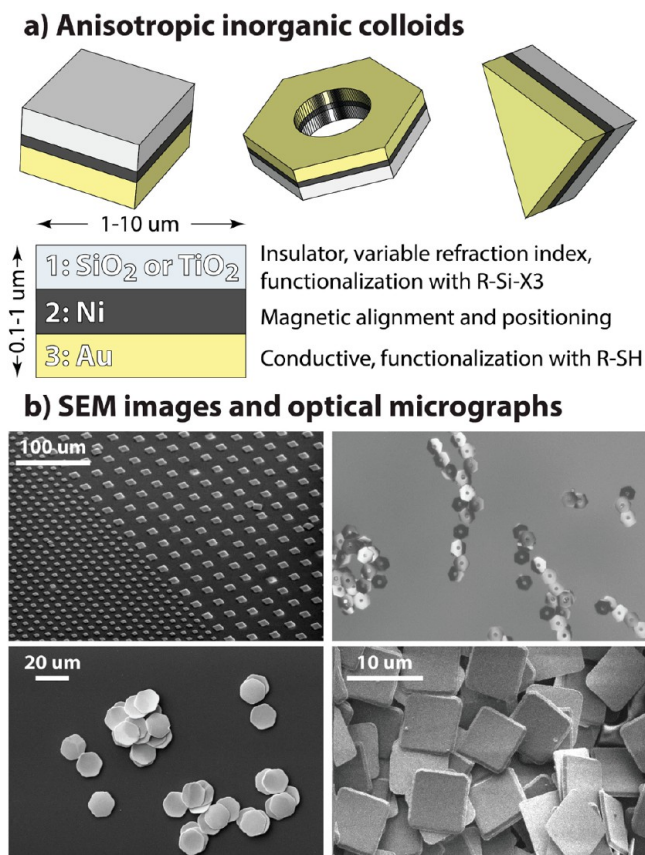 a) Anisotropic inorganic colloids
1-10 um
0.1-1 um
1: SiO₂ or TiO₂
Insulator, variable refraction index,
functionalization with R-Si-X3
2: Ni
Magnetic alignment and positioning
3: Au
Conductive, functionalization with R-SH
b) SEM images and optical micrographs
100 um
20 um
10 um